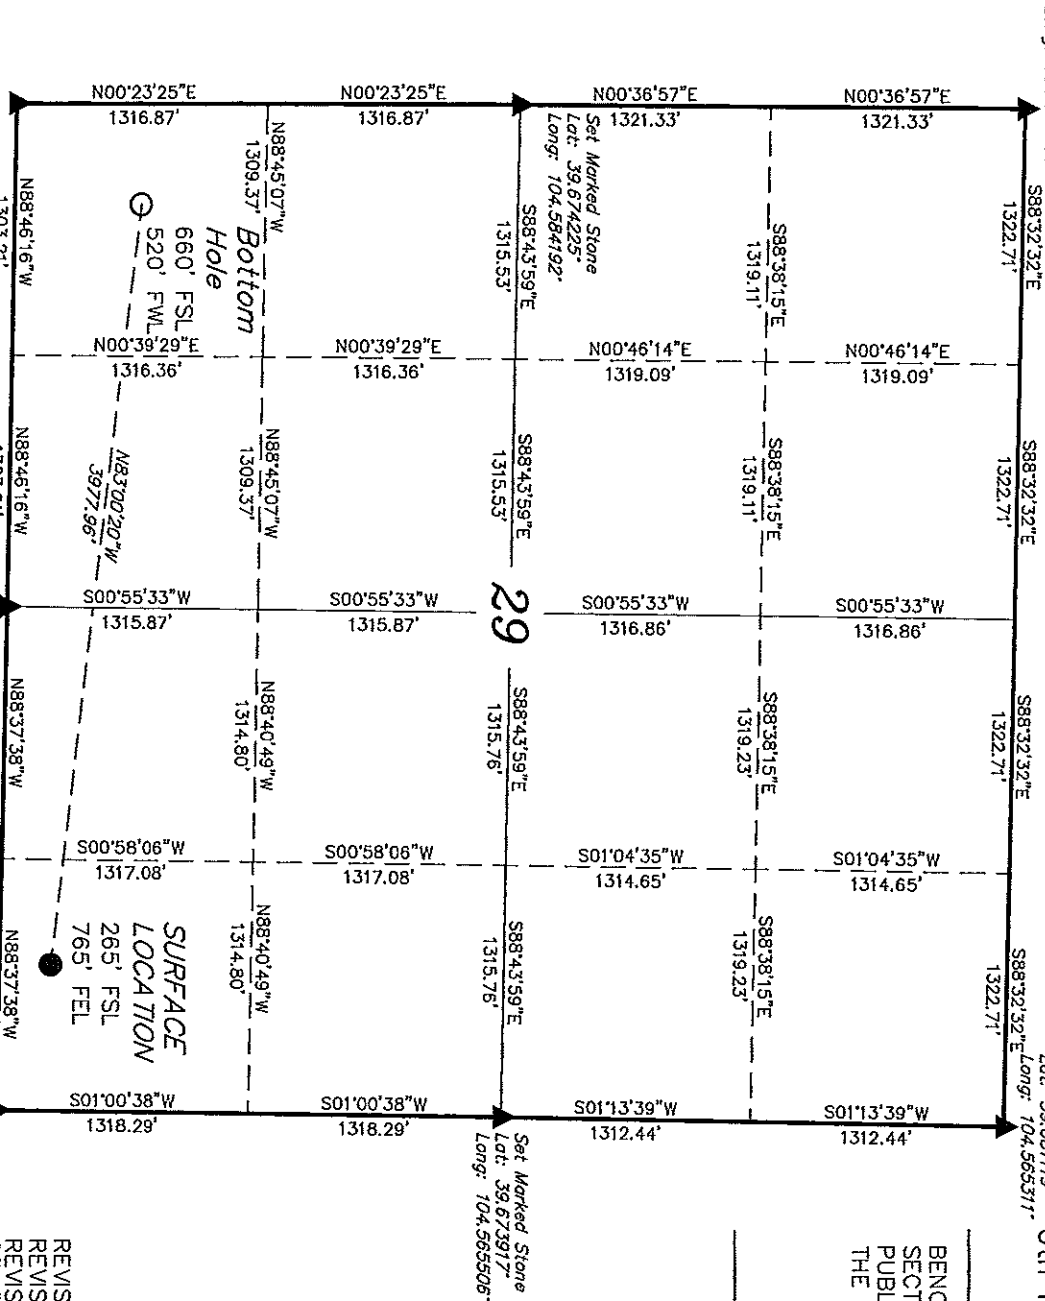 S88°32'32"E
1322.71'
S88°32'32"E
1322.71'
S88°32'32"E
1322.71'
S88°32'32"E
1322.71'
Long: 104.565311°
N00°36'57"E
1321.33'
N00°46'14"E
1319.09'
S00°55'33"W
1316.86'
S01°04'35"W
1314.65'
S01°13'39"W
1312.44'
S88°38'15"E
1319.11'
S88°38'15"E
1319.11'
S88°38'15"E
1319.23'
S88°38'15"E
1319.23'
N00°36'57"E
1321.33'
N00°46'14"E
1319.09'
S00°55'33"W
1316.86'
S01°04'35"W
1314.65'
S01°13'39"W
1312.44'
Set Marked Stone
Lat: 39.674225°
Long: 104.584192°
S88°43'59"E
1315.53'
S88°43'59"E
1315.53'
29
S88°43'59"E
1315.76'
S88°43'59"E
1315.76'
Set Marked Stone
Lat: 39.673917°
Long: 104.565506°
N00°23'25"E
1316.87'
N00°39'29"E
1316.36'
S00°55'33"W
1315.87'
S00°58'06"W
1317.08'
S01°00'38"W
1318.29'
N88°45'07"W
1309.37'
N88°45'07"W
1309.37'
N88°40'49"W
1314.80'
N88°40'49"W
1314.80'
N00°23'25"E
1316.87'
N00°39'29"E
1316.36'
S00°55'33"W
1315.87'
S00°58'06"W
1317.08'
S01°00'38"W
1318.29'
Bottom
Hole
660' FSL
520' FWL
N83°00'20"W
3977.96'
SURFACE
LOCATION
265' FSL
765' FEL
N88°46'16"W
N88°46'16"W
N88°37'38"W
N88°37'38"W
BENC
SECT
PUBL
THE
REVIS
REVIS
REVIS